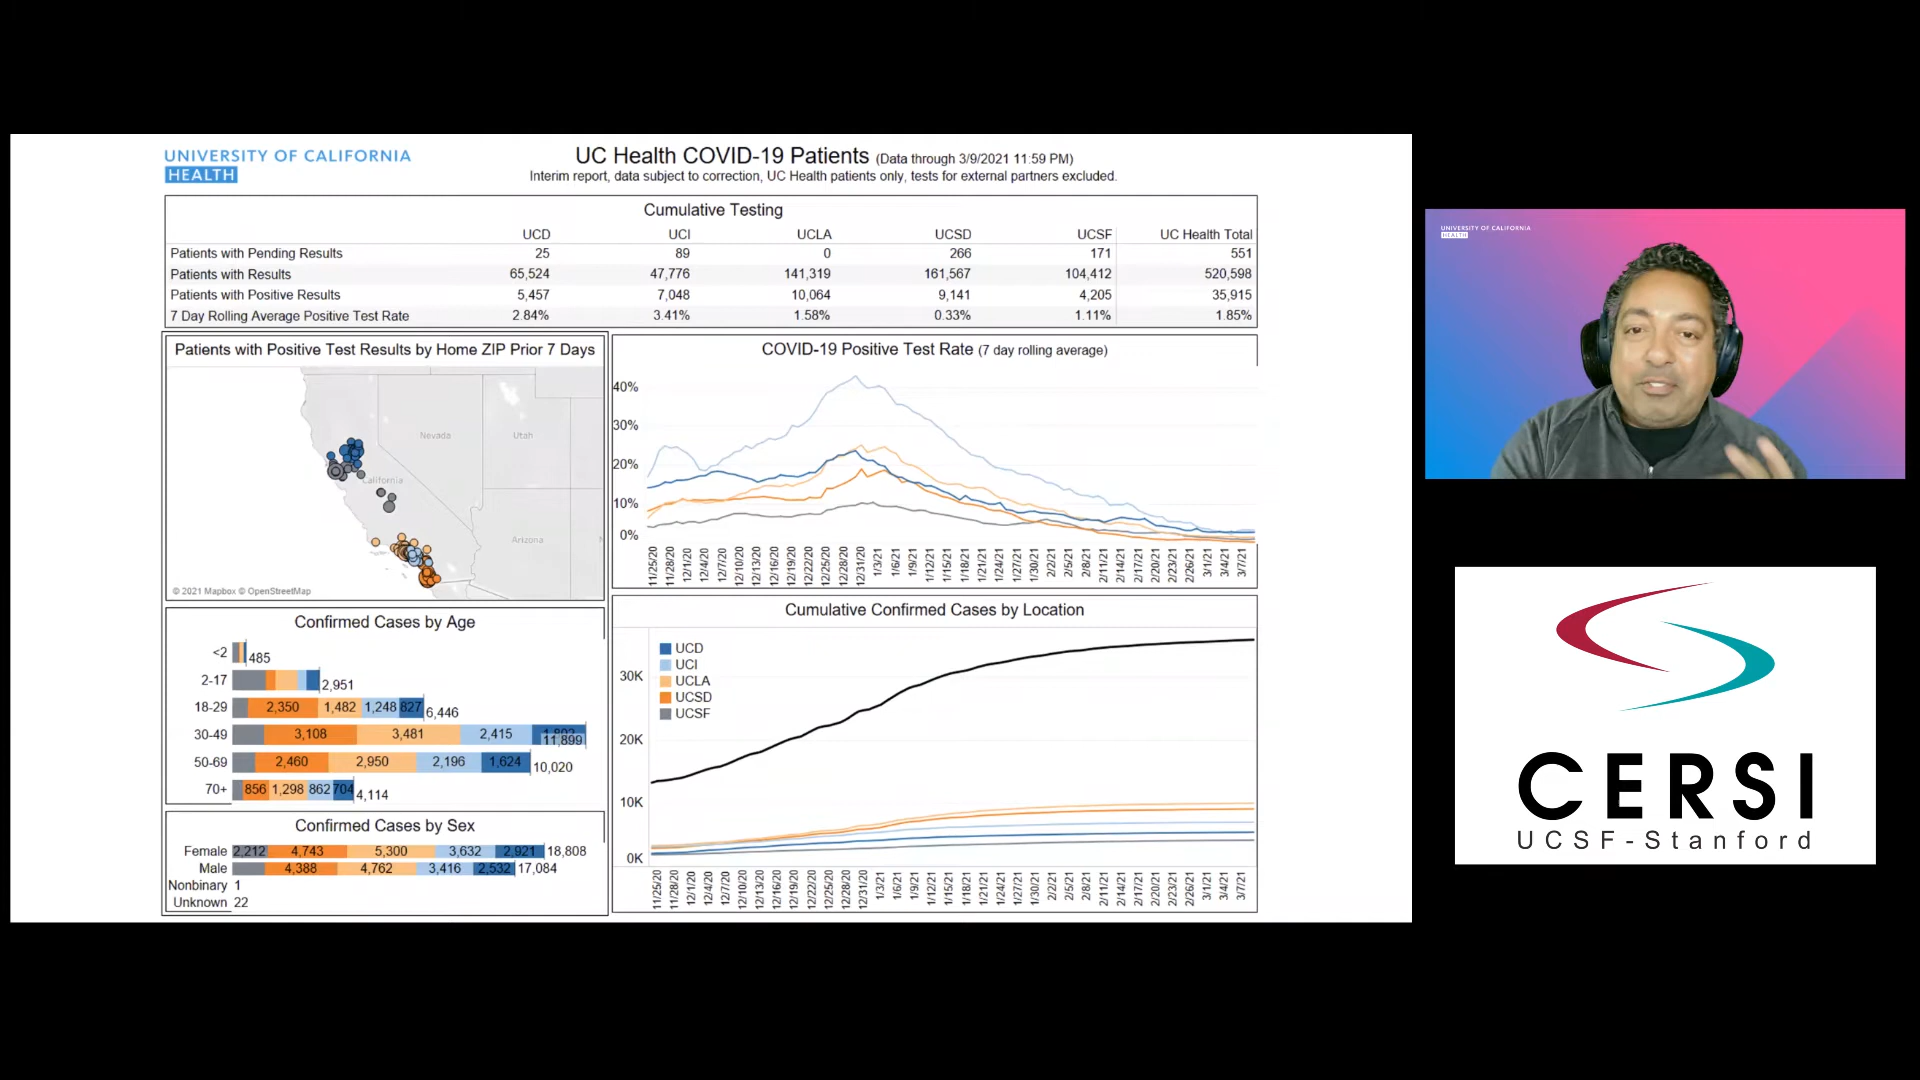 UNIVERSITY OF CALIFORNIA
HEALTH
UC Health COVID-19 Patients (Data through 3/9/2021 11:59 PM)
Interim report, data subject to correction, UC Health patients only, tests for external partners excluded.
Cumulative Testing
UCD UCI UCLA UCSD UCSF UC Health Total
Patients with Pending Results 25 89 0 266 171 551
Patients with Results 65,524 47,776 141,319 161,567 104,412 520,598
Patients with Positive Results 5,457 7,048 10,064 9,141 4,205 35,915
7 Day Rolling Average Positive Test Rate 2.84% 3.41% 1.58% 0.33% 1.11% 1.85%
Patients with Positive Test Results by Home ZIP Prior 7 Days
Nevada
Utah
California
Arizona
© 2021 Mapbox © OpenStreetMap
COVID-19 Positive Test Rate (7 day rolling average)
40%
30%
20%
10%
0%
11/25/20 11/28/20 12/1/20 12/4/20 12/7/20 12/10/20 12/13/20 12/16/20 12/19/20 12/22/20 12/25/20 12/28/20 12/31/20 1/3/21 1/6/21 1/9/21 1/12/21 1/15/21 1/18/21 1/21/21 1/24/21 1/27/21 1/30/21 2/2/21 2/5/21 2/8/21 2/11/21 2/14/21 2/17/21 2/20/21 2/23/21 2/26/21 3/1/21 3/4/21 3/7/21
Confirmed Cases by Age
<2 485
2-17 2,951
18-29 2,350 1,482 1,248 827 6,446
30-49 3,108 3,481 2,415 11,899
50-69 2,460 2,950 2,196 1,624 10,020
70+ 856 1,298 862 704 4,114
Confirmed Cases by Sex
Female 2,212 4,743 5,300 3,632 2,921 18,808
Male 4,388 4,762 3,416 2,532 17,084
Nonbinary 1
Unknown 22
Cumulative Confirmed Cases by Location
UCD
UCI
UCLA
UCSD
UCSF
30K
20K
10K
0K
11/25/20 11/28/20 12/1/20 12/4/20 12/7/20 12/10/20 12/13/20 12/16/20 12/19/20 12/22/20 12/25/20 12/28/20 12/31/20 1/3/21 1/6/21 1/9/21 1/12/21 1/15/21 1/18/21 1/21/21 1/24/21 1/27/21 1/30/21 2/2/21 2/5/21 2/8/21 2/11/21 2/14/21 2/17/21 2/20/21 2/23/21 2/26/21 3/1/21 3/4/21 3/7/21
UNIVERSITY OF CALIFORNIA
HEALTH
CERSI
UCSF-Stanford